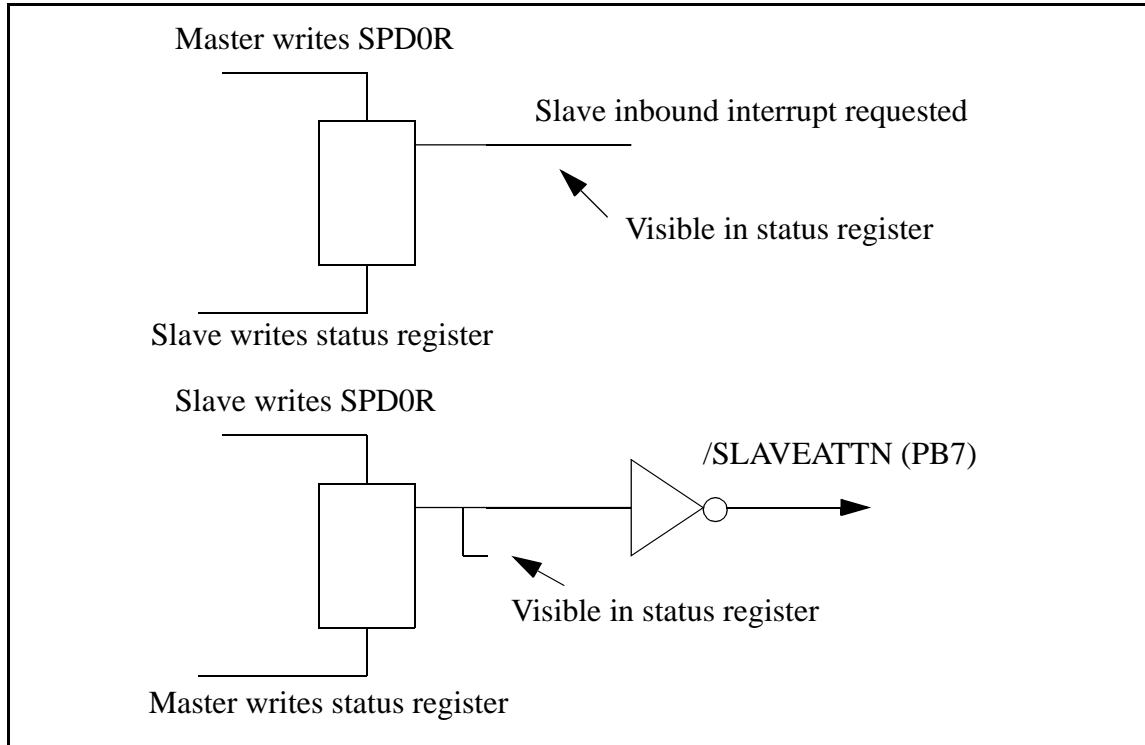 Master writes SPD0R
Slave inbound interrupt requested
Visible in status register
Slave writes status register
Slave writes SPD0R
/SLAVEATTN (PB7)
Visible in status register
Master writes status register